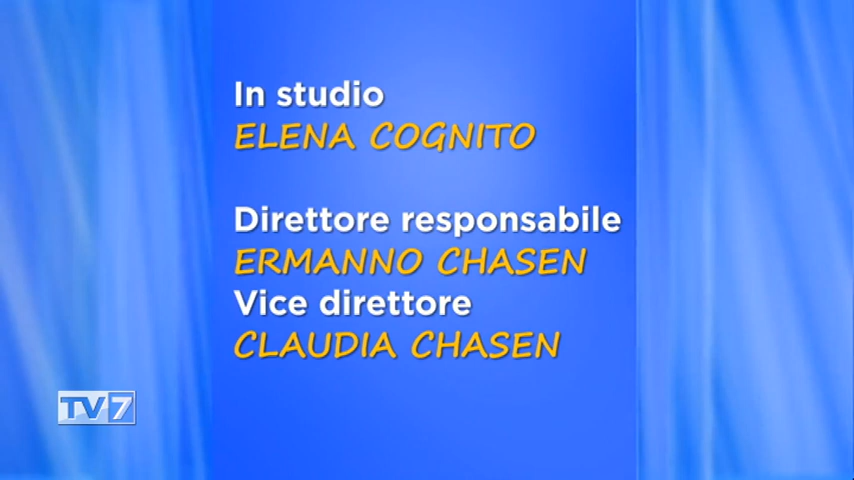 In studio
ELENA COGNITO
Direttore responsabile
ERMANNO CHASEN
Vice direttore
CLAUDIA CHASEN
TV7